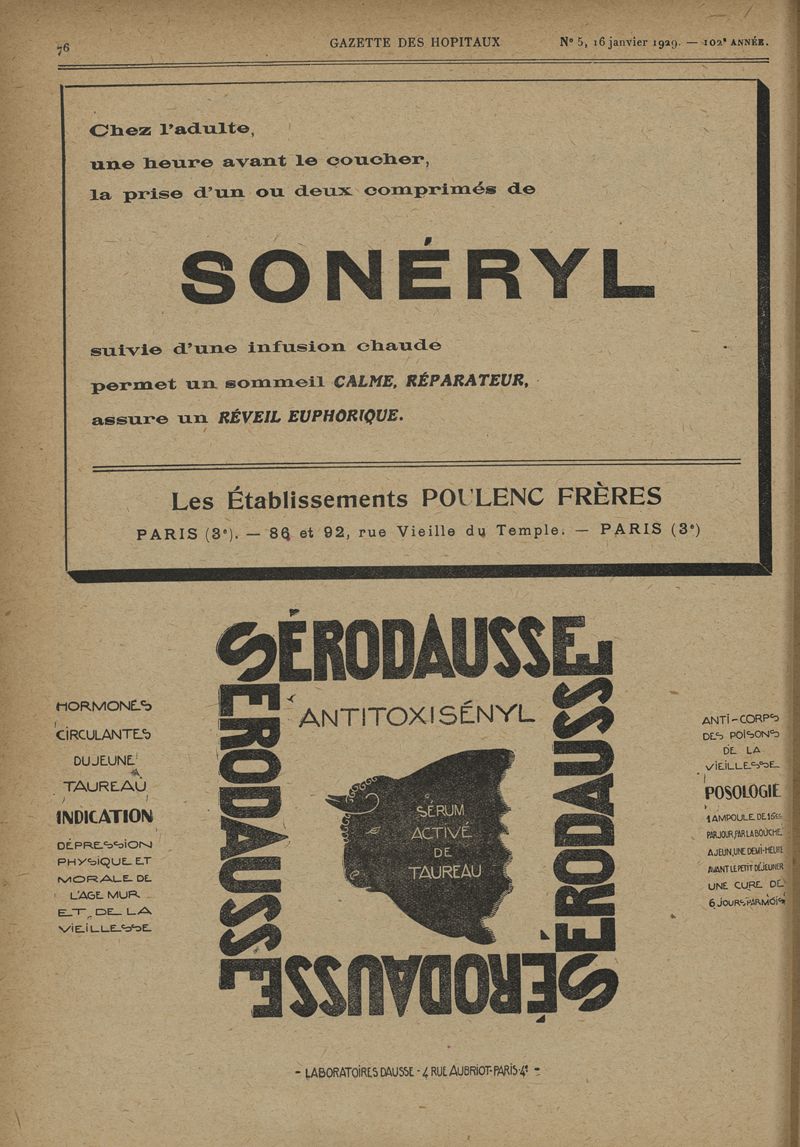 76
GAZETTE DES HOPITAUX
N° 5, 16 janvier 1929. — 102e ANNÉE.
Chez l'adulte,
une heure avant le coucher,
la prise d'un ou deux comprimés de
SONÉRYL
suivie d'une infusion chaude
permet un sommeil CALME, RÉPARATEUR,
assure un RÉVEIL EUPHORIQUE.
Les Établissements POULENC FRÈRES
PARIS (3e). — 86 et 92, rue Vieille du Temple. — PARIS (3e)
SÉRODAUSSE
SÉRODAUSSE
SÉRODAUSSE
SÉRODAUSSE
ANTITOXISÉNYL
SÉRUM
ACTIVÉ
DE
TAUREAU
HORMONES
CIRCULANTES
DU JEUNE
TAUREAU
INDICATION
DÉPRESSION
PHYSIQUE ET
MORALE DE
L'AGE MUR
ET DE LA
VIEILLESSE
ANTI-CORPS
DES POISONS
DE LA
VIEILLESSE
POSOLOGIE
1 AMPOULE DE 15cc.
PAR JOUR, PAR LA BOUCHE,
A JEUN, UNE DEMI-HEURE
AVANT LE PETIT DÉJEUNER
UNE CURE DE
6 JOURS PAR MOIS
- LABORATOIRES DAUSSE - 4 RUE AUBRIOT-PARIS-4e -